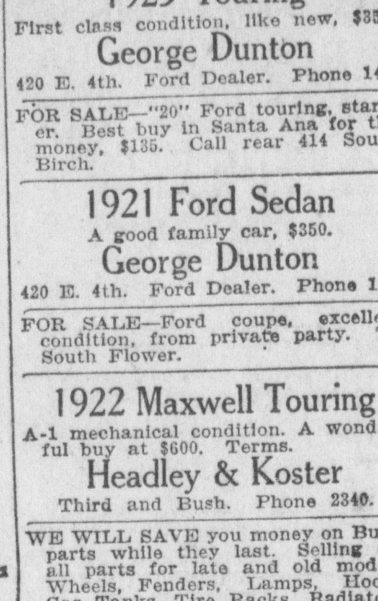 Touring
First class condition, like new,
George Dunton
420 E. 4th. Ford Dealer. Phone
FOR SALE—"20" Ford touring,
er. Best buy in Santa Ana for
money, $135. Call rear 414
Birch.
1921 Ford Sedan
A good family car, $350.
George Dunton
420 E. 4th. Ford Dealer. Phone
FOR SALE—Ford coupe,
condition, from private party.
South Flower.
1922 Maxwell Touring
A-1 mechanical condition. A
ful buy at $600. Terms.
Headley & Koster
Third and Bush. Phone 2340.
WE WILL SAVE you money on
parts while they last. Selling
all parts for late and old
Wheels, Fenders, Lamps,
Tire Racks,